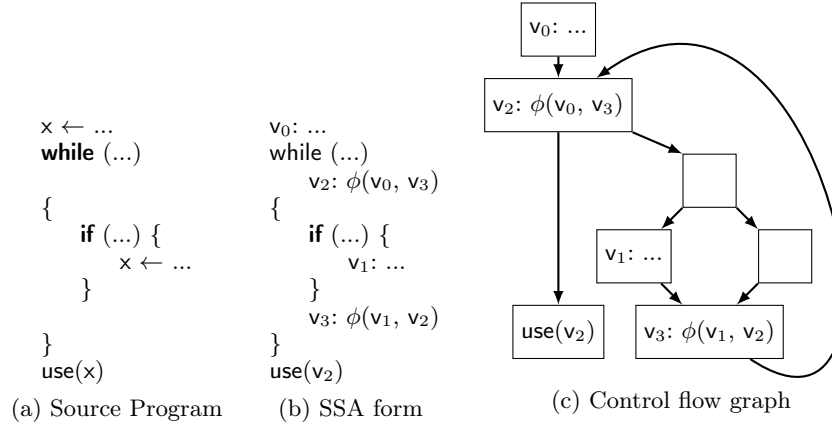 x ← ...
while (...)
{
if (...) {
x ← ...
}
}
use(x)
(a) Source Program
v₀: ...
while (...)
v₂: ϕ(v₀, v₃)
{
if (...) {
v₁: ...
}
v₃: ϕ(v₁, v₂)
}
use(v₂)
(b) SSA form
v₀: ...
v₂: ϕ(v₀, v₃)
v₁: ...
use(v₂)
v₃: ϕ(v₁, v₂)
(c) Control flow graph